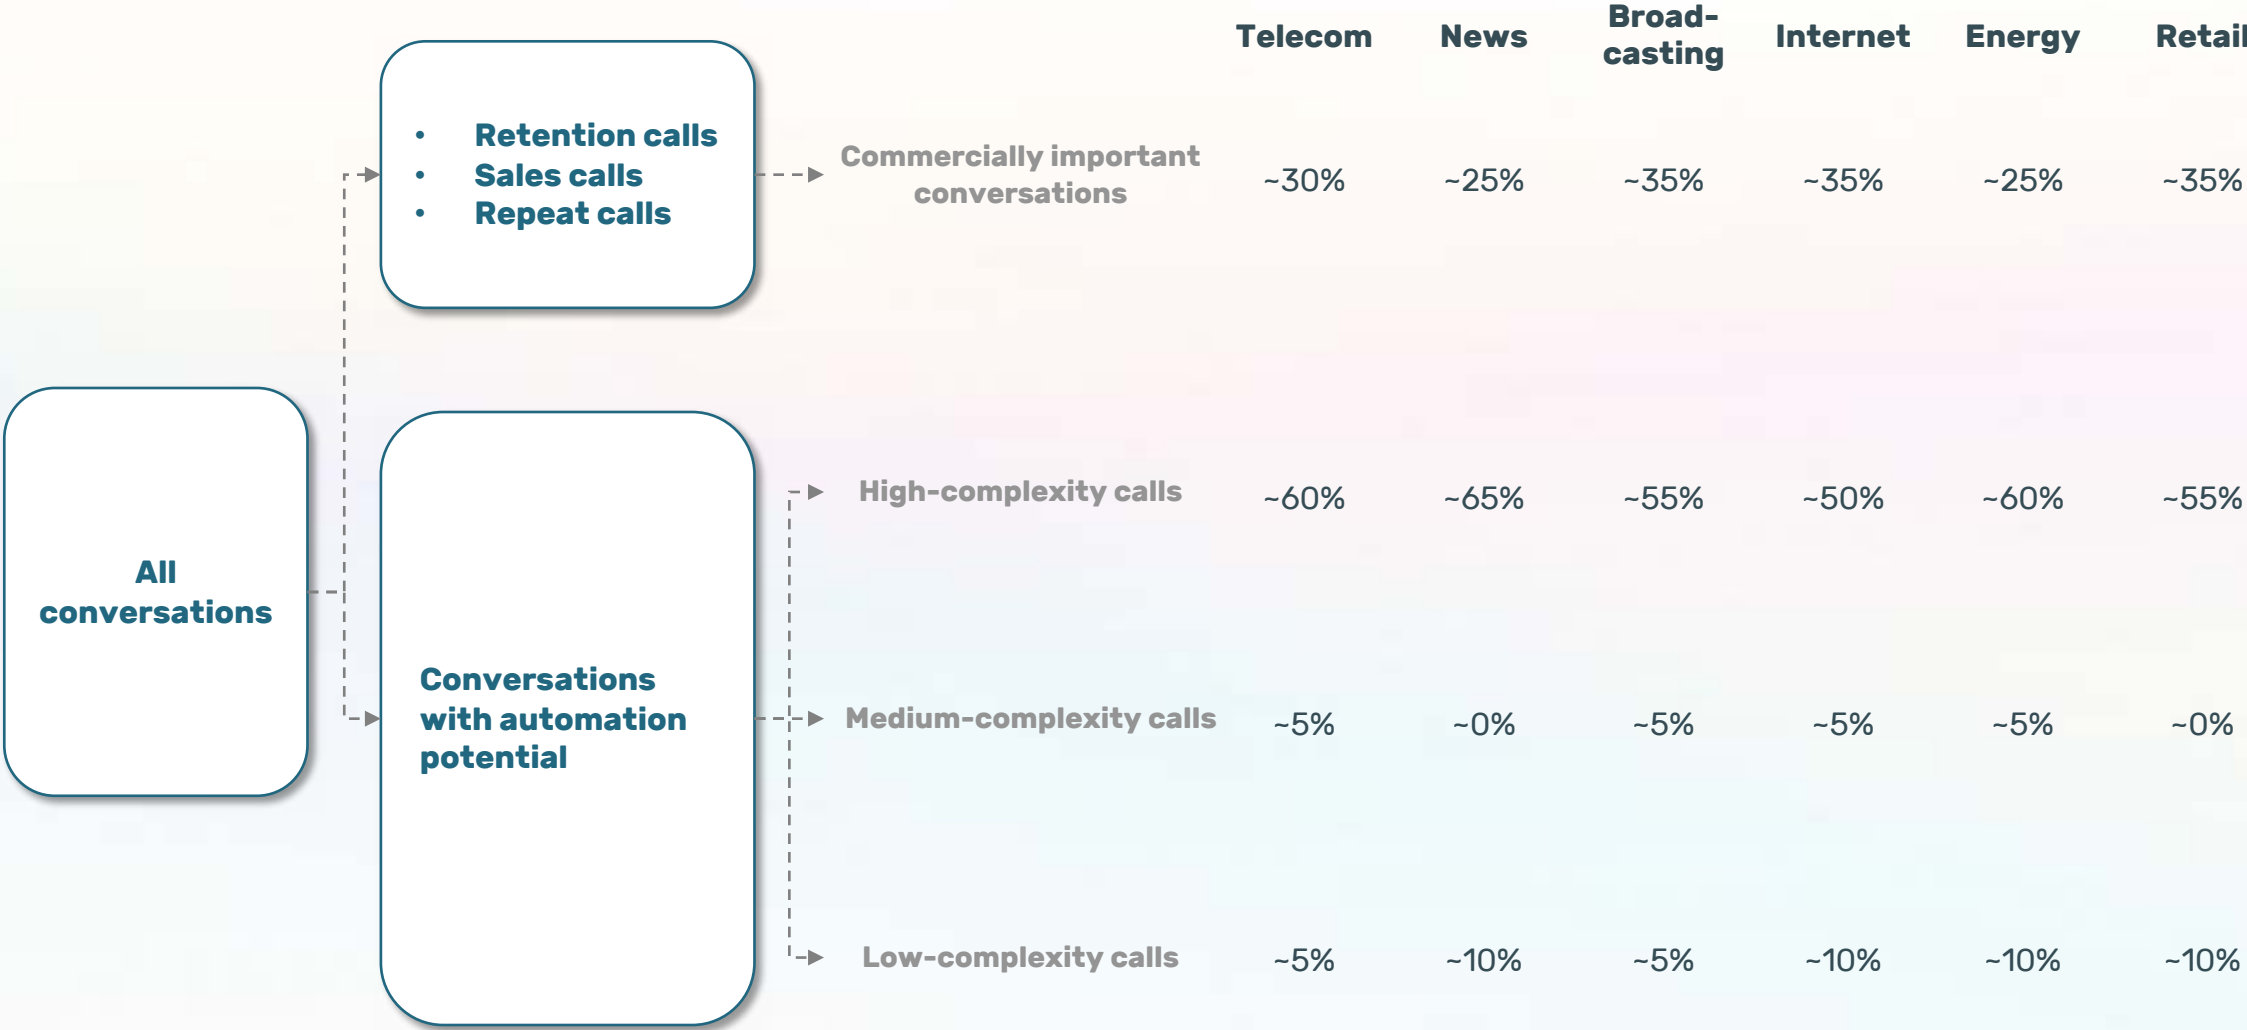 Telecom News Broad-
casting Internet Energy Retail
• Retention calls
• Sales calls
• Repeat calls
Commercially important
conversations
~30% ~25% ~35% ~35% ~25% ~35%
All
conversations
Conversations
with automation
potential
High-complexity calls
~60% ~65% ~55% ~50% ~60% ~55%
Medium-complexity calls
~5% ~0% ~5% ~5% ~5% ~0%
Low-complexity calls
~5% ~10% ~5% ~10% ~10% ~10%